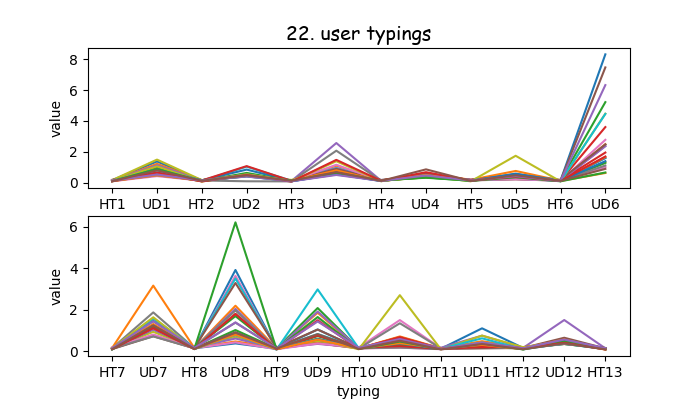 22. user typings
value
8
6
4
2
0
HT1 UD1 HT2 UD2 HT3 UD3 HT4 UD4 HT5 UD5 HT6 UD6
value
6
4
2
0
HT7 UD7 HT8 UD8 HT9 UD9 HT10 UD10 HT11 UD11 HT12 UD12 HT13
typing